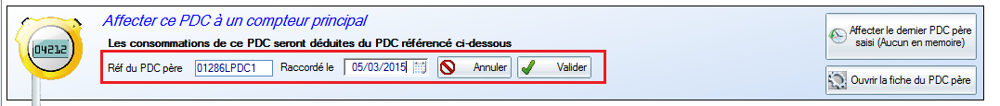 Affecter ce PDC à un compteur principal
Les consommations de ce PDC seront déduites du PDC référencé ci-dessous
04212
Réf du PDC père 01286LPDC1 Raccordé le 05/03/2015 Annuler Valider
Affecter le dernier PDC père
saisi (Aucun en memoire)
Ouvrir la fiche du PDC père